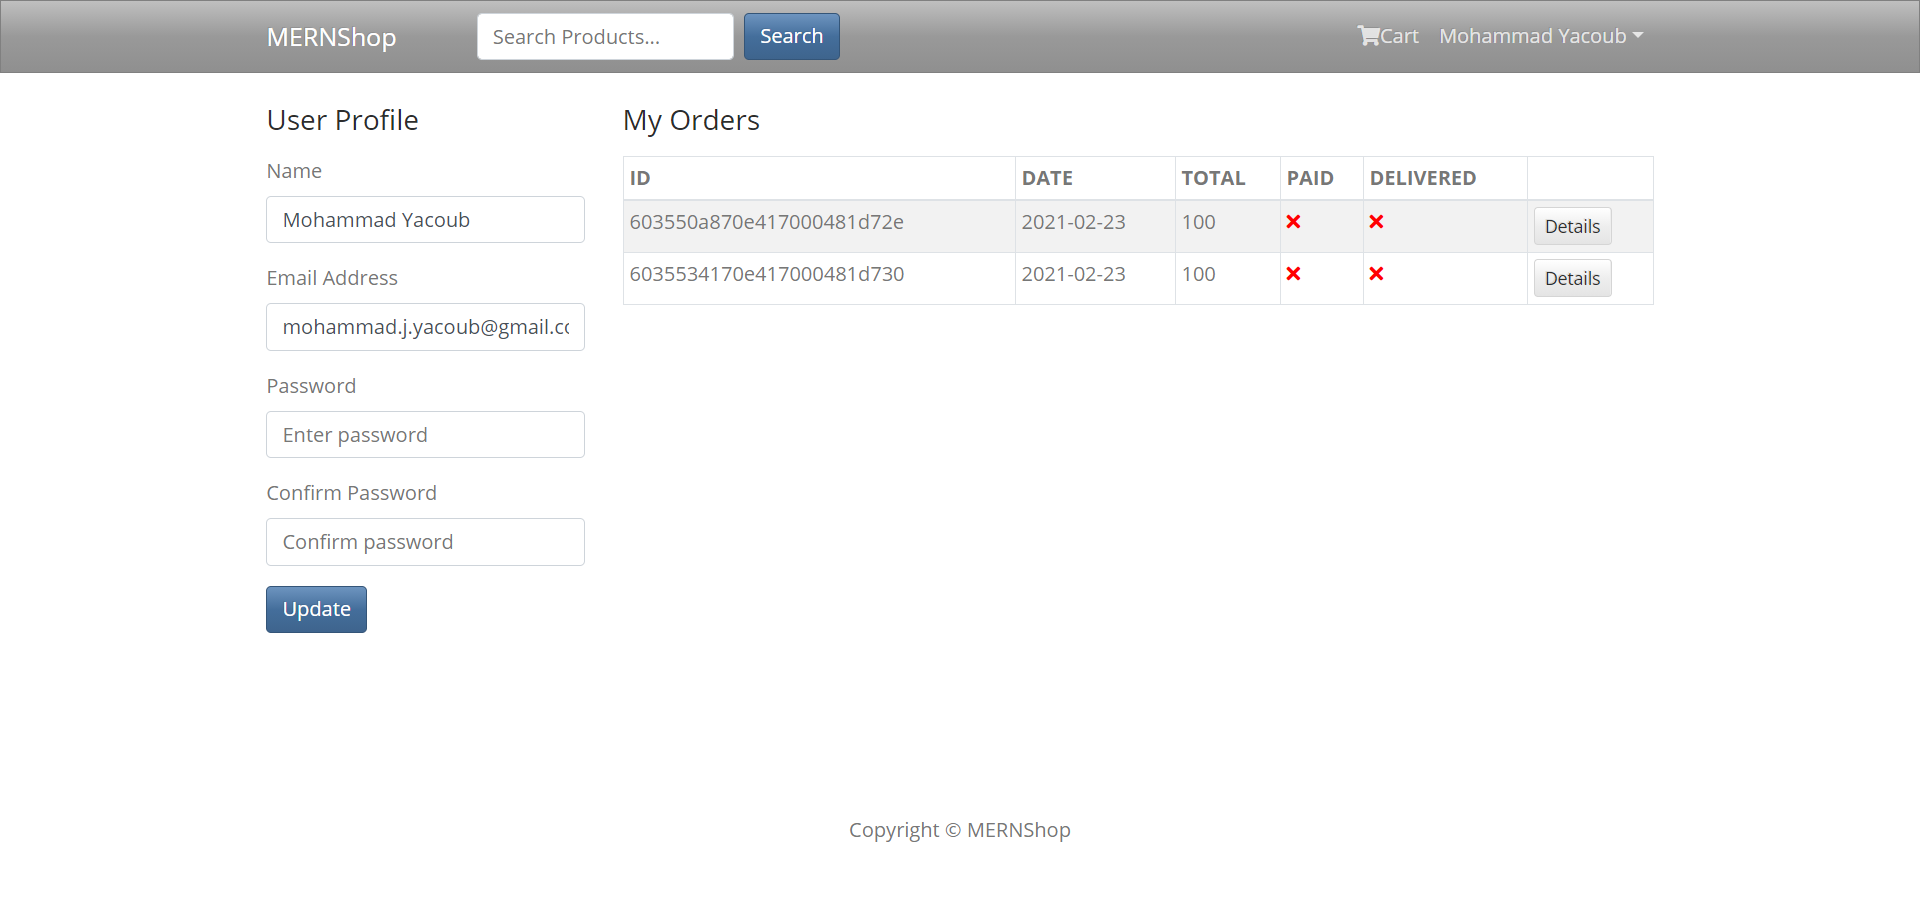 MERNShop
Search Products...
Search
Cart
Mohammad Yacoub
User Profile
Name
Mohammad Yacoub
Email Address
mohammad.j.yacoub@gmail.co
Password
Enter password
Confirm Password
Confirm password
Update
My Orders
ID DATE TOTAL PAID DELIVERED
603550a870e417000481d72e 2021-02-23 100 Details
6035534170e417000481d730 2021-02-23 100 Details
Copyright © MERNShop